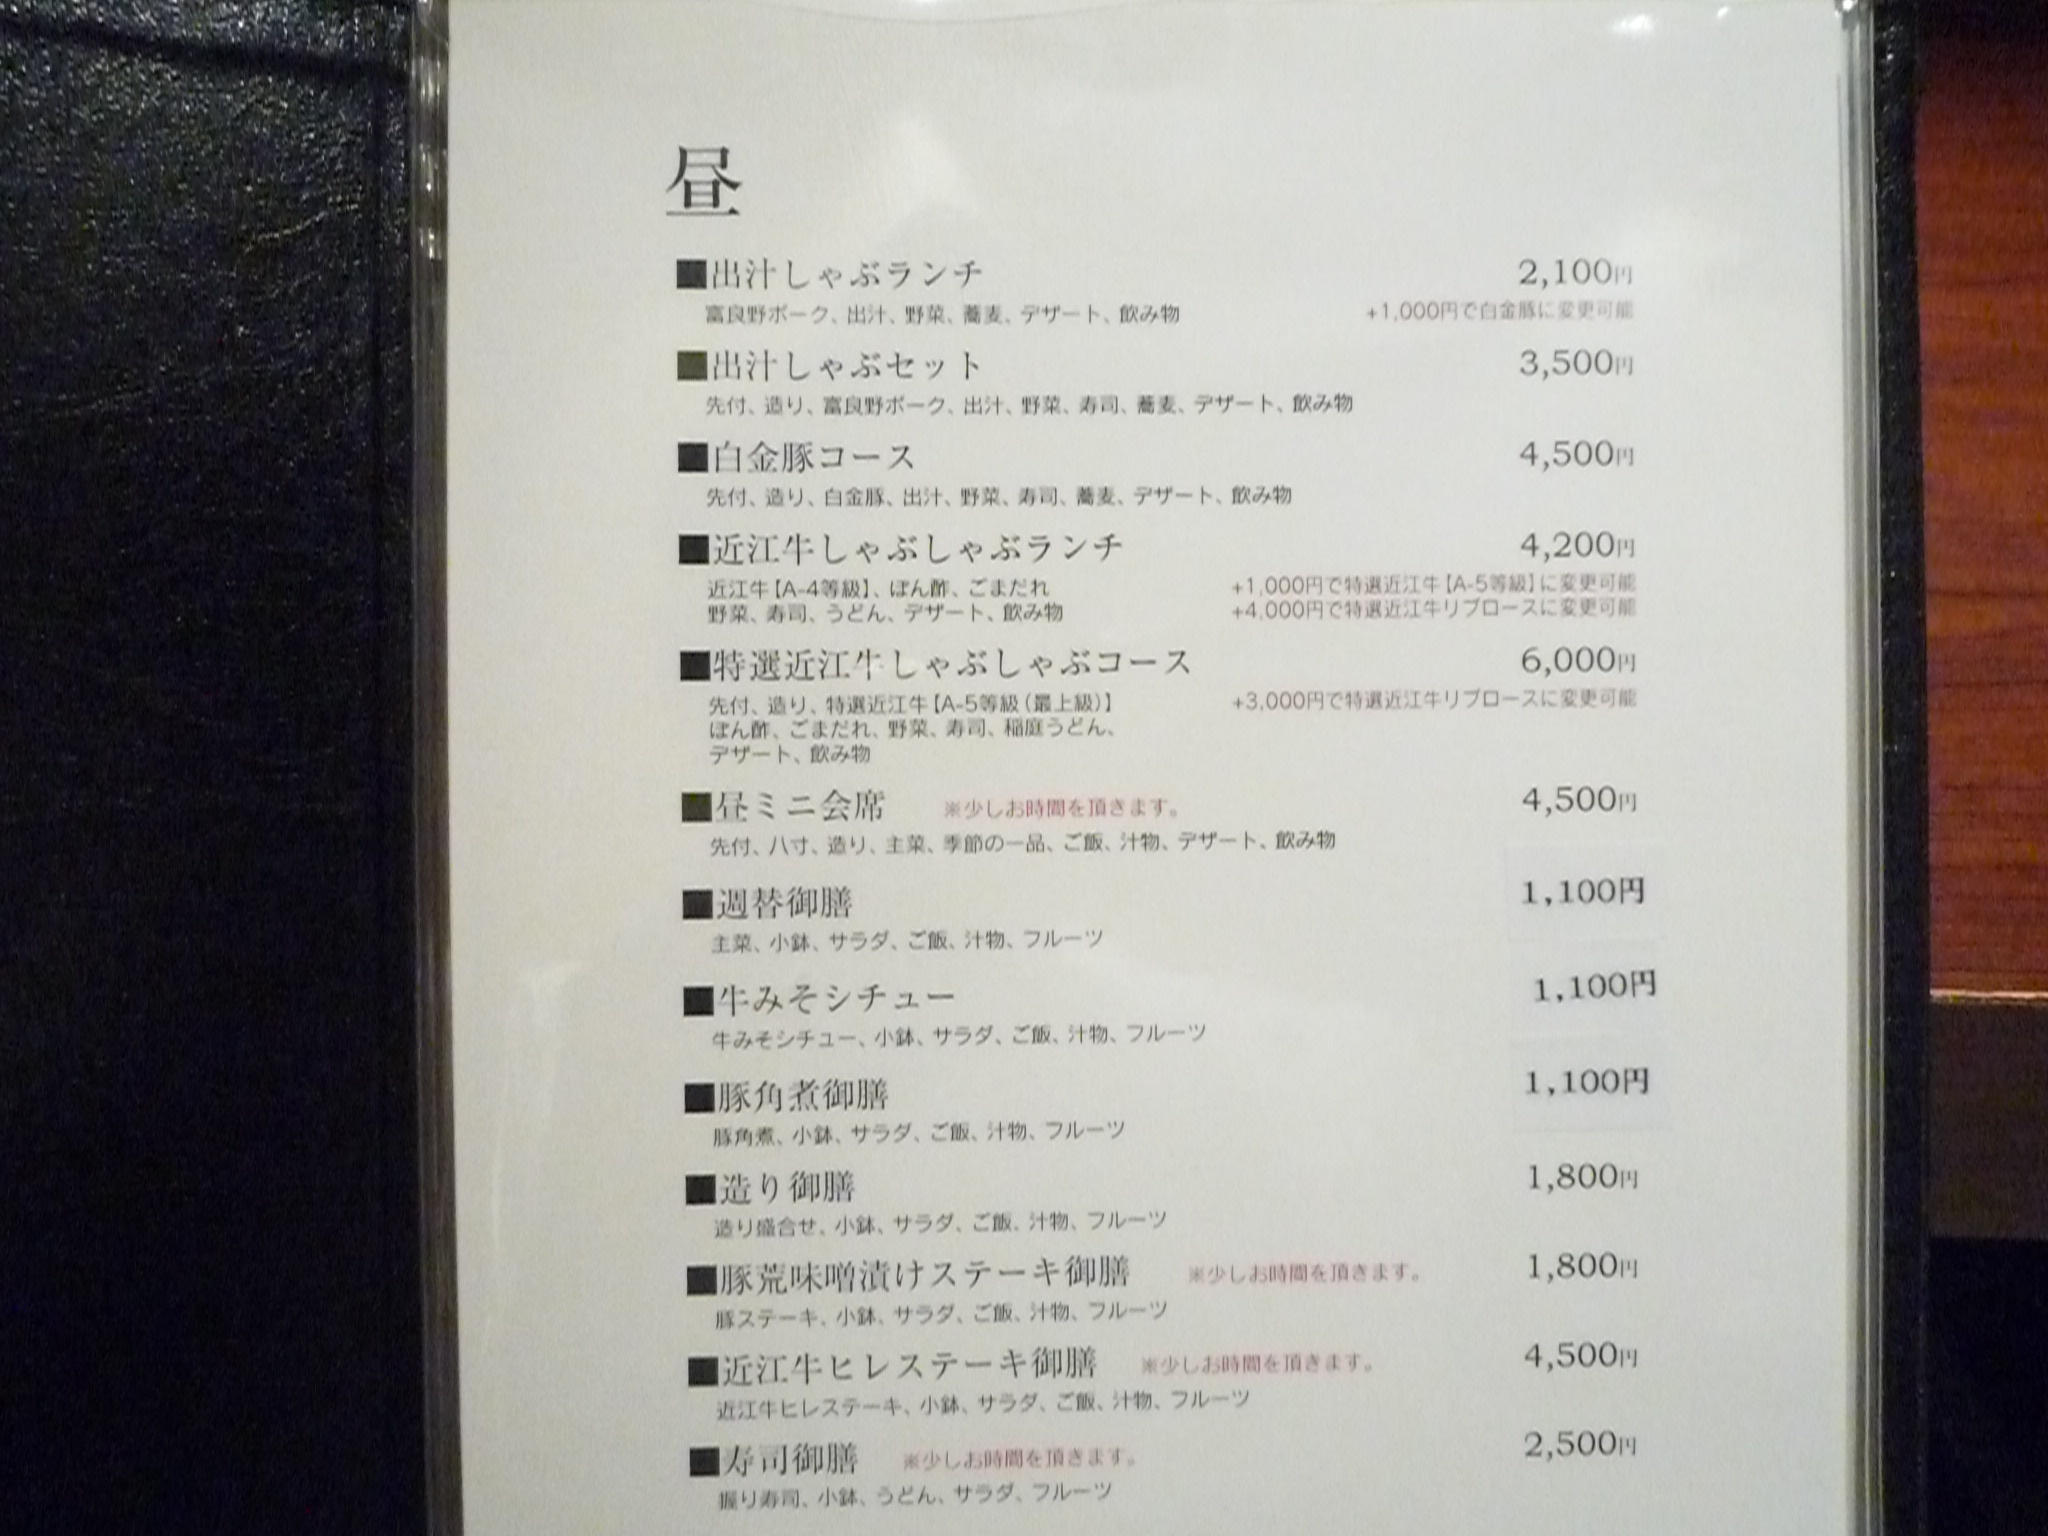 昼
■出汁しゃぶランチ 2,100円
富良野ポーク、出汁、野菜、蕎麦、デザート、飲み物 +1,000円で白金豚に変更可能
■出汁しゃぶセット 3,500円
先付、造り、富良野ポーク、出汁、野菜、寿司、蕎麦、デザート、飲み物
■白金豚コース 4,500円
先付、造り、白金豚、出汁、野菜、寿司、蕎麦、デザート、飲み物
■近江牛しゃぶしゃぶランチ 4,200円
近江牛【A-4等級】、ぽん酢、ごまだれ +1,000円で特選近江牛【A-5等級】に変更可能
野菜、寿司、うどん、デザート、飲み物 +4,000円で特選近江牛リブロースに変更可能
■特選近江牛しゃぶしゃぶコース 6,000円
先付、造り、特選近江牛【A-5等級(最上級)】 +3,000円で特選近江牛リブロースに変更可能
ぽん酢、ごまだれ、野菜、寿司、稲庭うどん、
デザート、飲み物
■昼ミニ会席 ※少しお時間を頂きます。 4,500円
先付、八寸、造り、主菜、季節の一品、ご飯、汁物、デザート、飲み物
■週替御膳 1,100円
主菜、小鉢、サラダ、ご飯、汁物、フルーツ
■牛みそシチュー 1,100円
牛みそシチュー、小鉢、サラダ、ご飯、汁物、フルーツ
■豚角煮御膳 1,100円
豚角煮、小鉢、サラダ、ご飯、汁物、フルーツ
■造り御膳 1,800円
造り盛合せ、小鉢、サラダ、ご飯、汁物、フルーツ
■豚荒味噌漬けステーキ御膳 ※少しお時間を頂きます。 1,800円
豚ステーキ、小鉢、サラダ、ご飯、汁物、フルーツ
■近江牛ヒレステーキ御膳 ※少しお時間を頂きます。 4,500円
近江牛ヒレステーキ、小鉢、サラダ、ご飯、汁物、フルーツ
■寿司御膳 ※少しお時間を頂きます。 2,500円
握り寿司、小鉢、うどん、サラダ、フルーツ